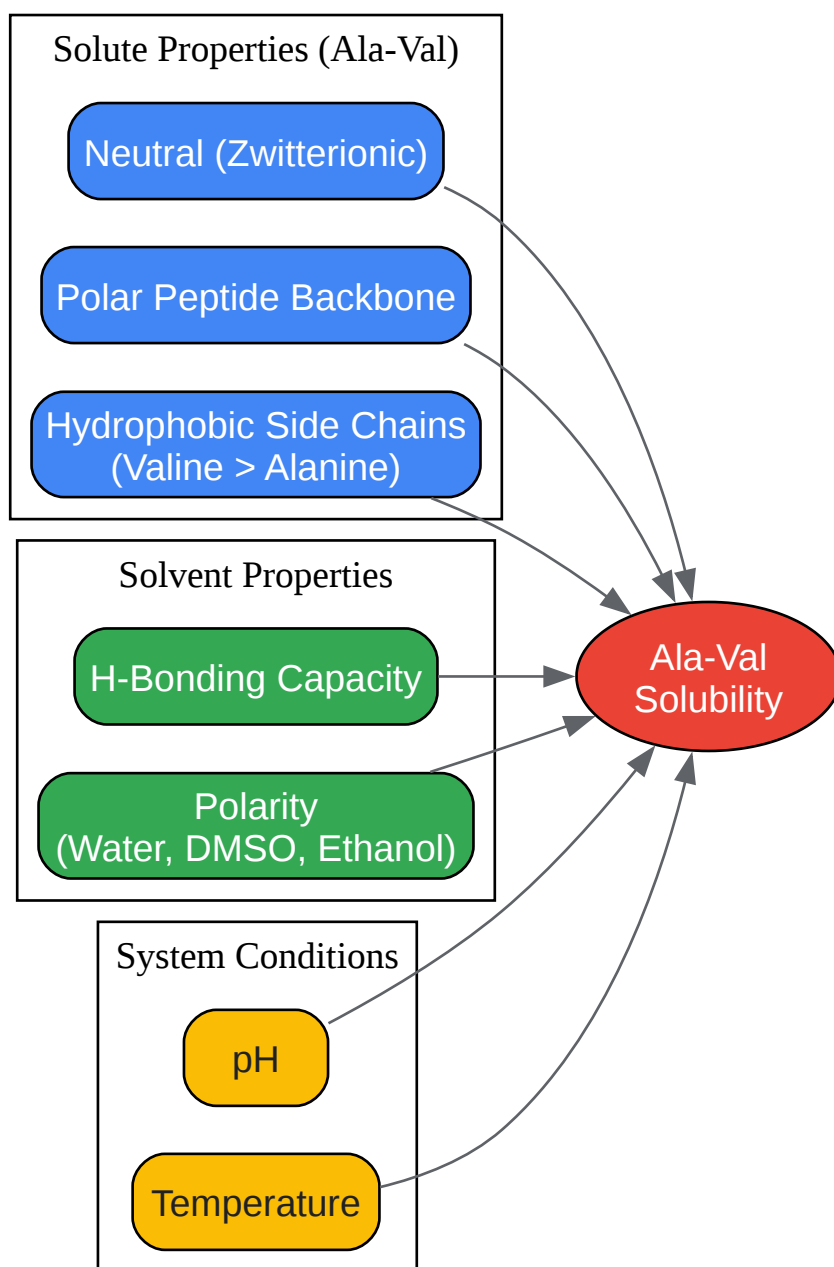 Solute Properties (Ala-Val)
Neutral (Zwitterionic)
Polar Peptide Backbone
Hydrophobic Side Chains
(Valine > Alanine)
Solvent Properties
H-Bonding Capacity
Polarity
(Water, DMSO, Ethanol)
System Conditions
pH
Temperature
Ala-Val
Solubility